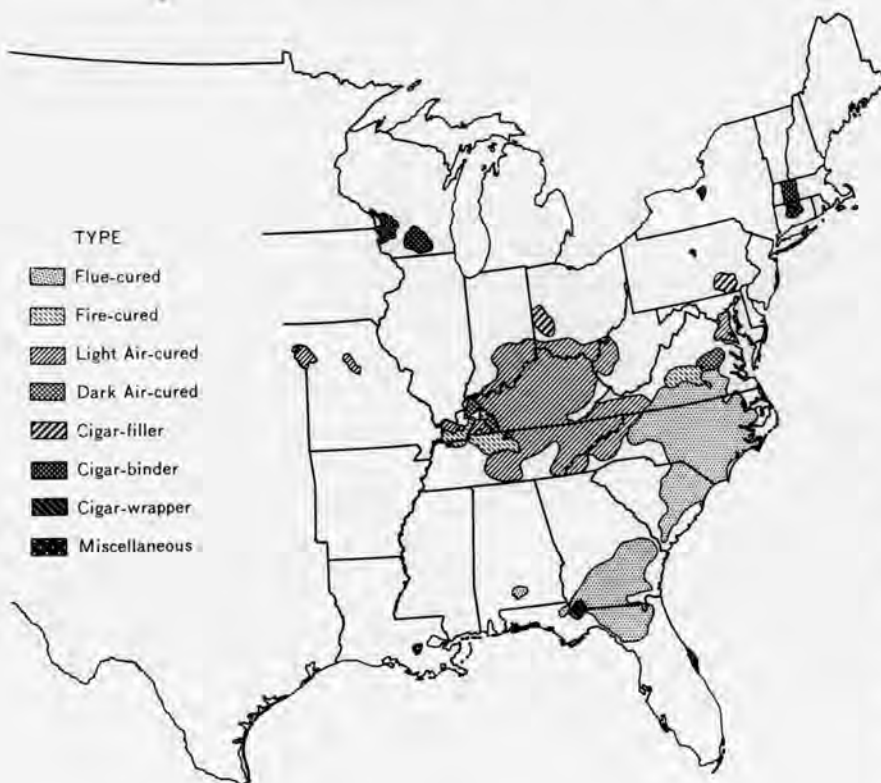 TYPE
Flue-cured
Fire-cured
Light Air-cured
Dark Air-cured
Cigar-filler
Cigar-binder
Cigar-wrapper
Miscellaneous